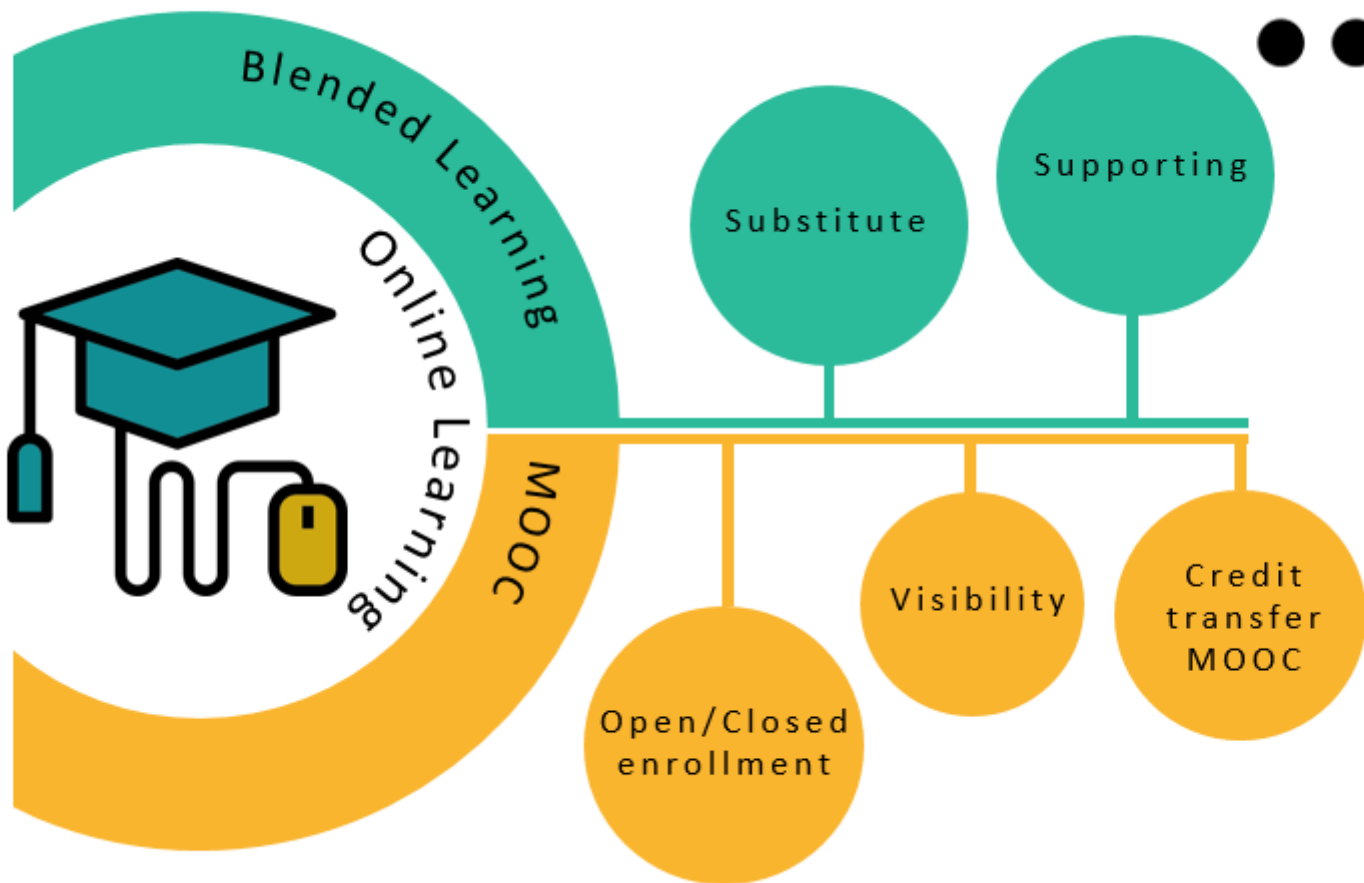 Blended Learning
Online Learning
MOOC
Substitute
Supporting
Open/Closed
enrollment
Visibility
Credit
transfer
MOOC